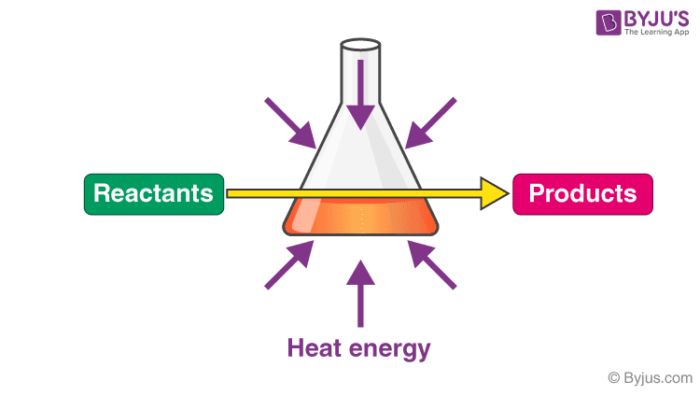 BYJU'S
The Learning App
Reactants
Products
Heat energy
© Byjus.com